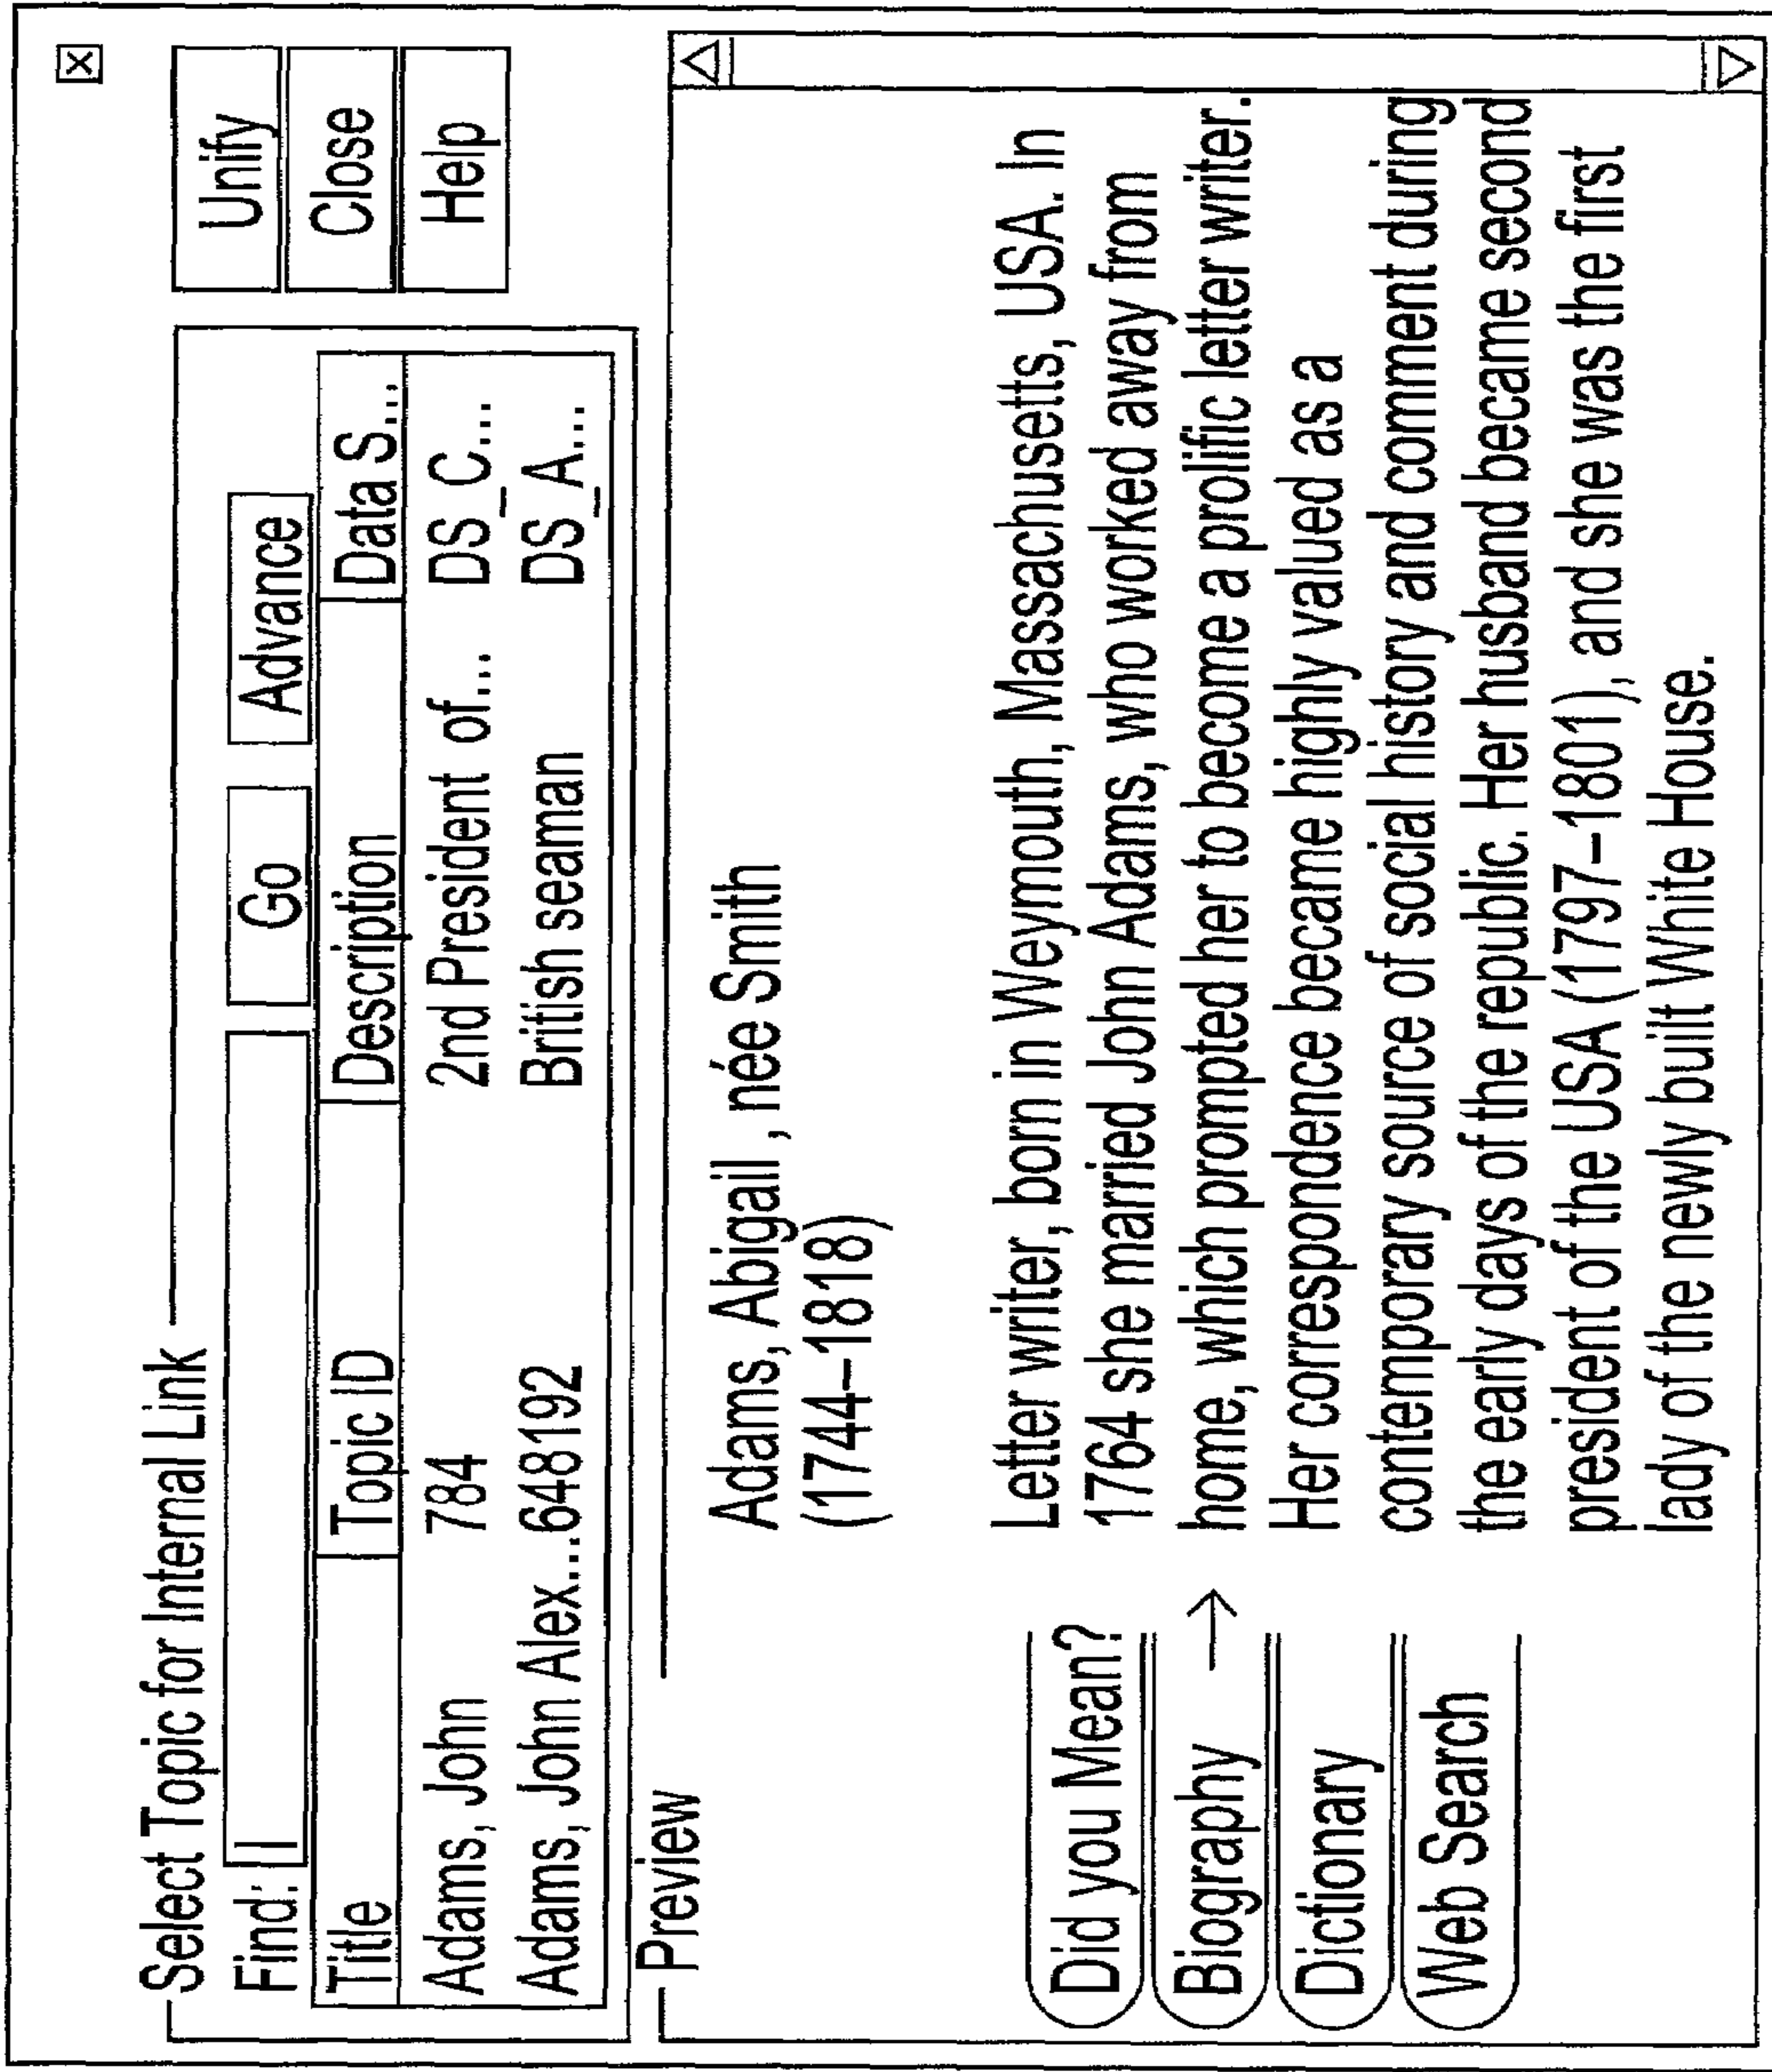 Select Topic for Internal Link
Find:
Go
Advance
Unify
Close
Help
Title Topic ID Description Data S...
Adams, John 784 2nd President of... DS_C...
Adams, John Alex...648192 British seaman DS_A...
Preview
Adams, Abigail , née Smith
(1744–1818)
Did you Mean?
Biography
Dictionary
Web Search
Letter writer, born in Weymouth, Massachusetts, USA. In
1764 she married John Adams, who worked away from
home, which prompted her to become a prolific letter writer.
Her correspondence became highly valued as a
contemporary source of social history and comment during
the early days of the republic. Her husband became second
president of the USA (1797–1801), and she was the first
lady of the newly built White House.